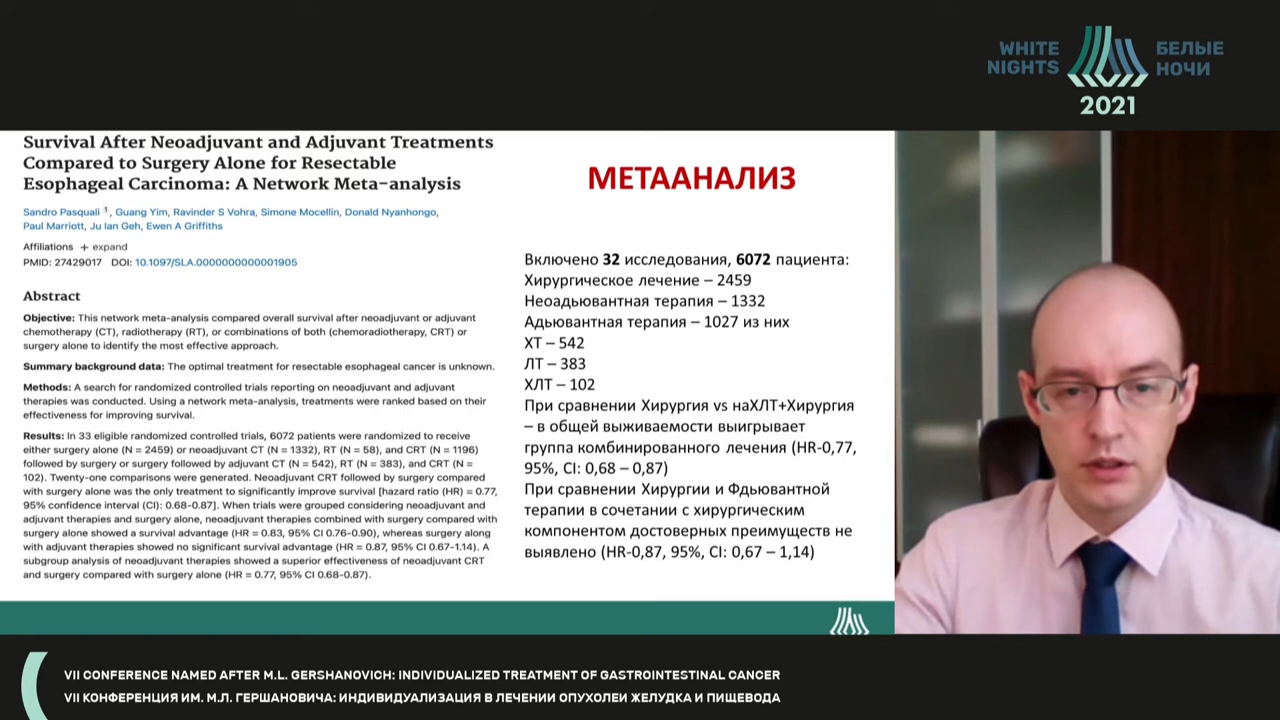 WHITE
NIGHTS
БЕЛЫЕ
НОЧИ
2021
Survival After Neoadjuvant and Adjuvant Treatments
Compared to Surgery Alone for Resectable
Esophageal Carcinoma: A Network Meta-analysis
Sandro Pasquali 1, Guang Yim, Ravinder S Vohra, Simone Mocellin, Donald Nyanhongo,
Paul Marriott, Ju Ian Geh, Ewen A Griffiths
Affiliations + expand
PMID: 27429017 DOI: 10.1097/SLA.0000000000001905
Abstract
Objective: This network meta-analysis compared overall survival after neoadjuvant or adjuvant
chemotherapy (CT), radiotherapy (RT), or combinations of both (chemoradiotherapy, CRT) or
surgery alone to identify the most effective approach.
Summary background data: The optimal treatment for resectable esophageal cancer is unknown.
Methods: A search for randomized controlled trials reporting on neoadjuvant and adjuvant
therapies was conducted. Using a network meta-analysis, treatments were ranked based on their
effectiveness for improving survival.
Results: In 33 eligible randomized controlled trials, 6072 patients were randomized to receive
either surgery alone (N = 2459) or neoadjuvant CT (N = 1332), RT (N = 58), and CRT (N = 1196)
followed by surgery or surgery followed by adjuvant CT (N = 542), RT (N = 383), and CRT (N =
102). Twenty-one comparisons were generated. Neoadjuvant CRT followed by surgery compared
with surgery alone was the only treatment to significantly improve survival [hazard ratio (HR) = 0.77,
95% confidence interval (CI): 0.68-0.87]. When trials were grouped considering neoadjuvant and
adjuvant therapies and surgery alone, neoadjuvant therapies combined with surgery compared with
surgery alone showed a survival advantage (HR = 0.83, 95% CI 0.76-0.90), whereas surgery along
with adjuvant therapies showed no significant survival advantage (HR = 0.87, 95% CI 0.67-1.14). A
subgroup analysis of neoadjuvant therapies showed a superior effectiveness of neoadjuvant CRT
and surgery compared with surgery alone (HR = 0.77, 95% CI 0.68-0.87).
МЕТААНАЛИЗ
Включено 32 исследования, 6072 пациента:
Хирургическое лечение – 2459
Неоадьювантная терапия – 1332
Адьювантная терапия – 1027 из них
ХТ – 542
ЛТ – 383
ХЛТ – 102
При сравнении Хирургия vs наХЛТ+Хирургия
– в общей выживаемости выигрывает
группа комбинированного лечения (HR-0,77,
95%, CI: 0,68 – 0,87)
При сравнении Хирургии и Фдьювантной
терапии в сочетании с хирургическим
компонентом достоверных преимуществ не
выявлено (HR-0,87, 95%, CI: 0,67 – 1,14)
VII CONFERENCE NAMED AFTER M.L. GERSHANOVICH: INDIVIDUALIZED TREATMENT OF GASTROINTESTINAL CANCER
VII КОНФЕРЕНЦИЯ ИМ. М.Л. ГЕРШАНОВИЧА: ИНДИВИДУАЛИЗАЦИЯ В ЛЕЧЕНИИ ОПУХОЛЕИ ЖЕЛУДКА И ПИЩЕВОДА